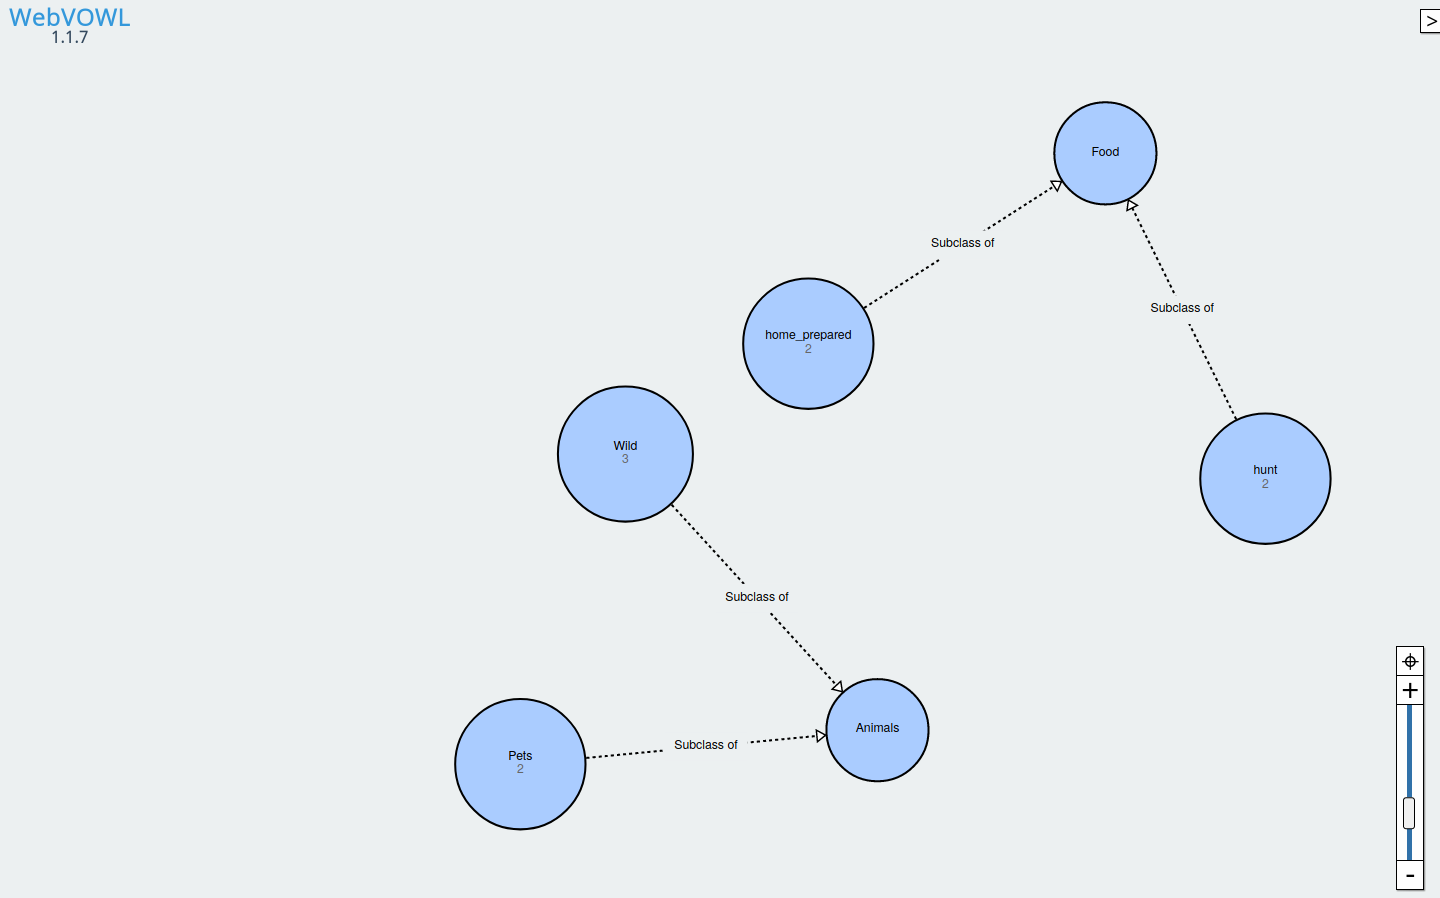 WebVOWL
1.1.7
>
Food
Subclass of
Subclass of
home_prepared
2
Wild
3
hunt
2
Subclass of
Animals
Subclass of
Pets
2
+
-